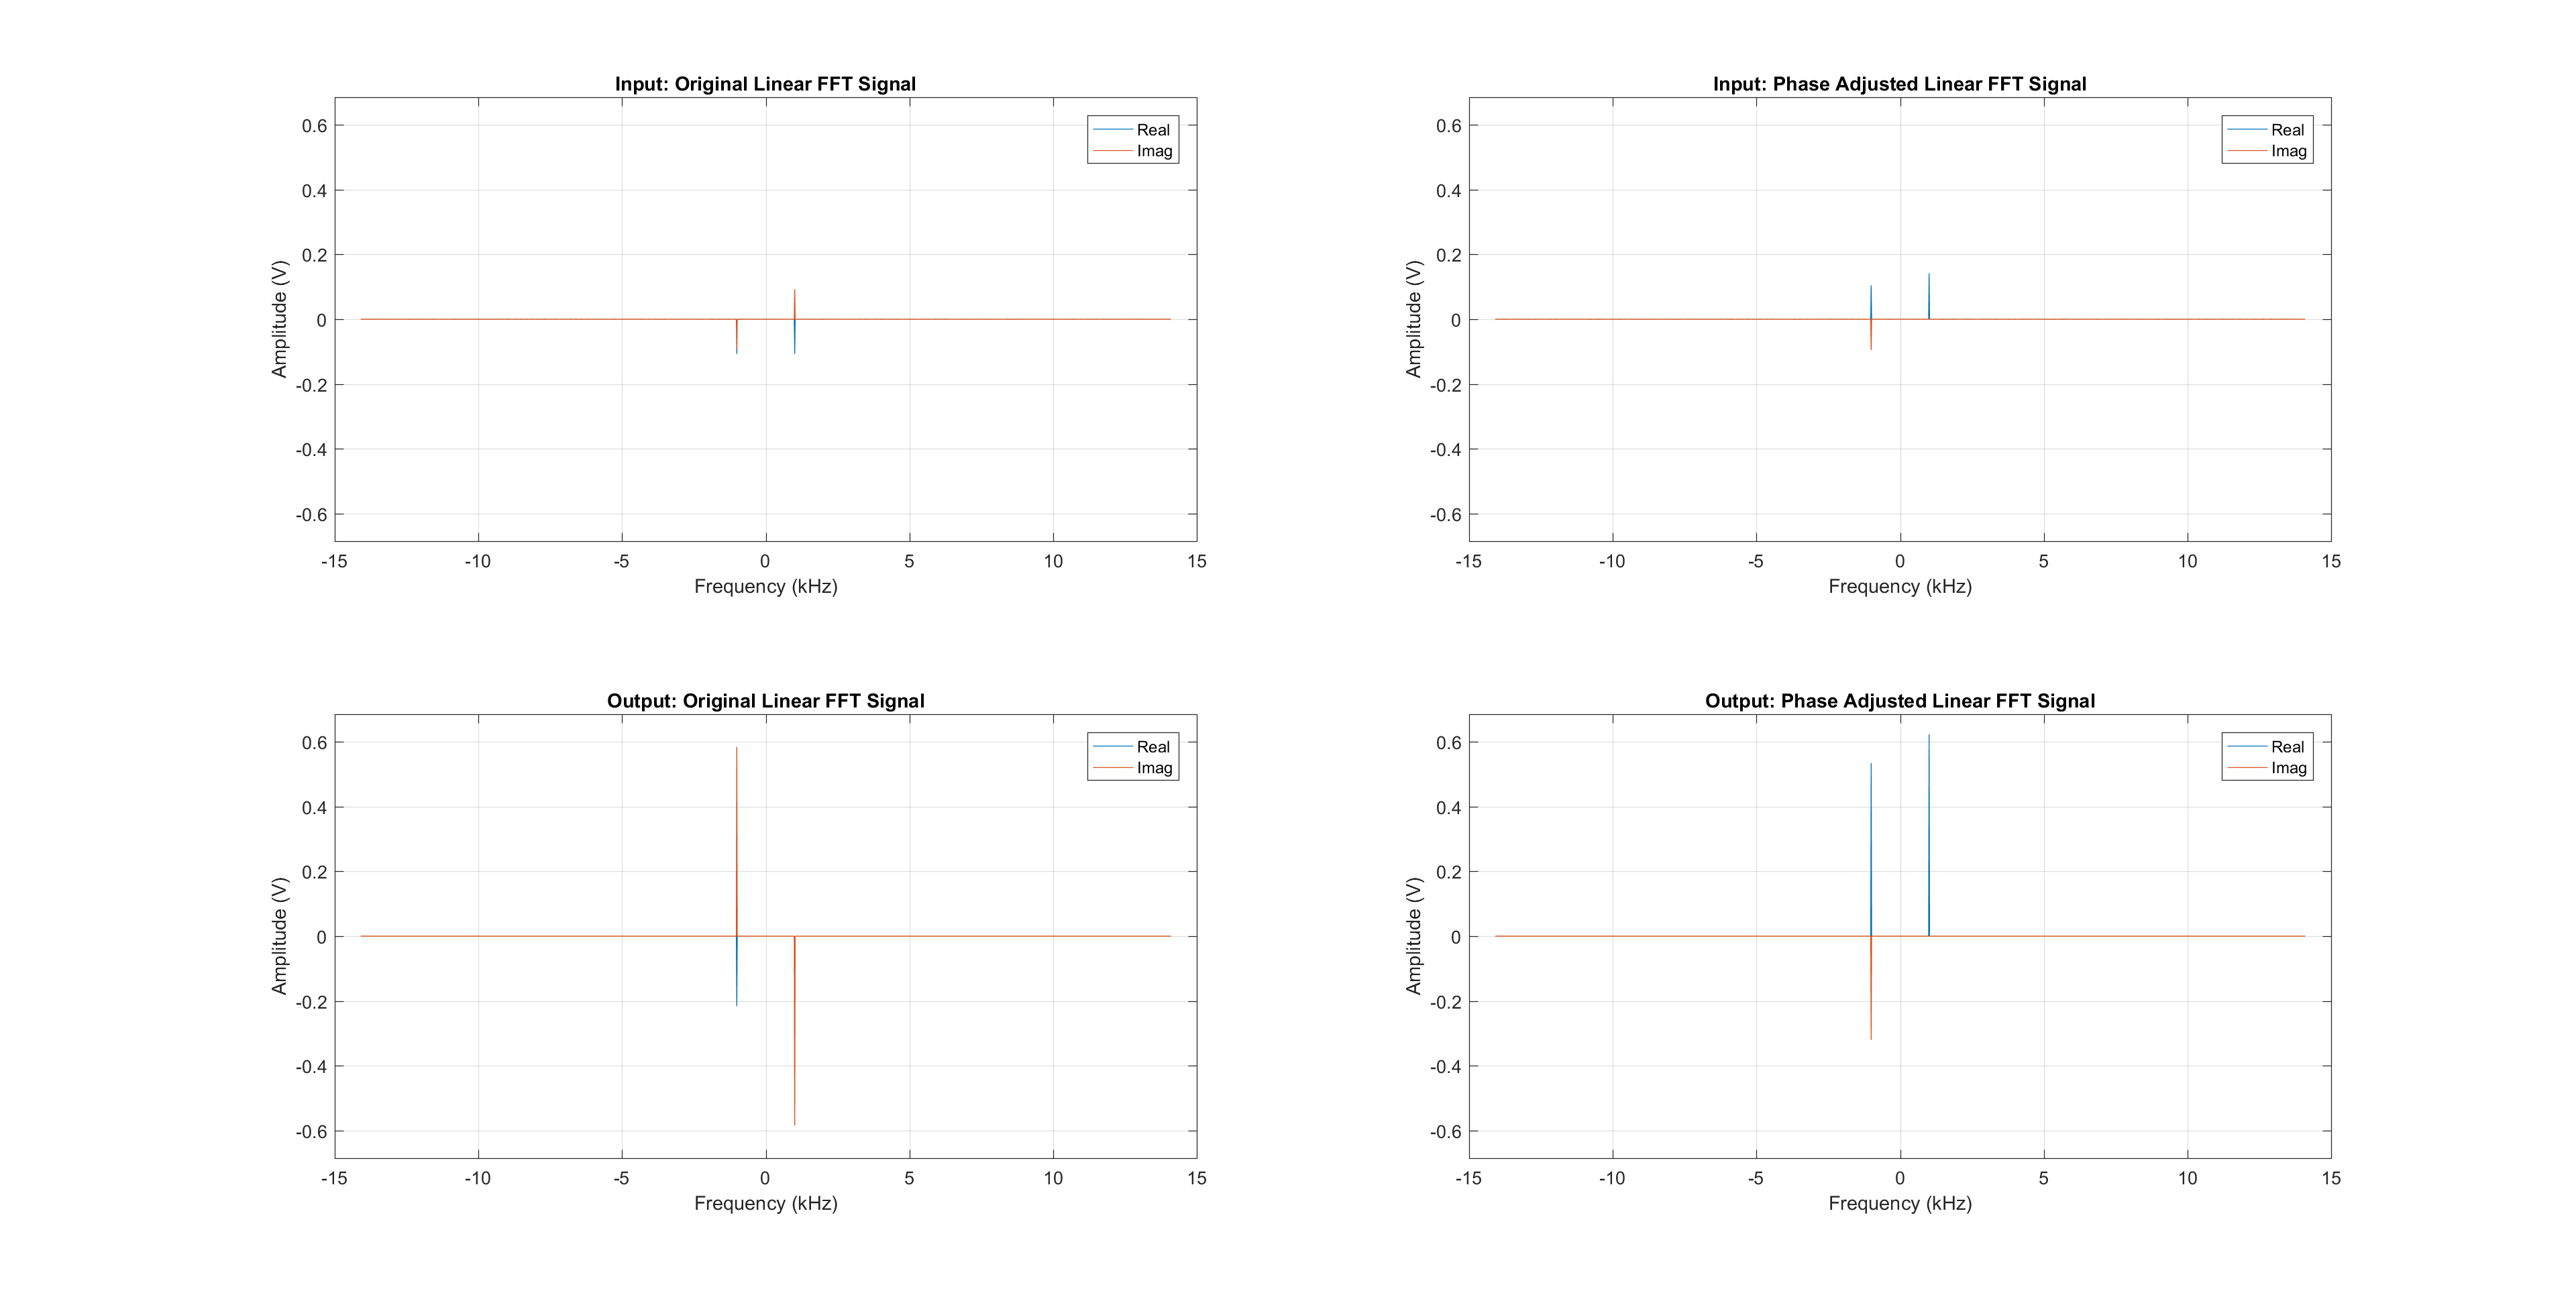 Input: Original Linear FFT Signal
0.6
0.4
0.2
0
-0.2
-0.4
-0.6
Amplitude (V)
Real
Imag
-15 -10 -5 0 5 10 15
Frequency (kHz)
Input: Phase Adjusted Linear FFT Signal
0.6
0.4
0.2
0
-0.2
-0.4
-0.6
Amplitude (V)
Real
Imag
-15 -10 -5 0 5 10 15
Frequency (kHz)
Output: Original Linear FFT Signal
0.6
0.4
0.2
0
-0.2
-0.4
-0.6
Amplitude (V)
Real
Imag
-15 -10 -5 0 5 10 15
Frequency (kHz)
Output: Phase Adjusted Linear FFT Signal
0.6
0.4
0.2
0
-0.2
-0.4
-0.6
Amplitude (V)
Real
Imag
-15 -10 -5 0 5 10 15
Frequency (kHz)